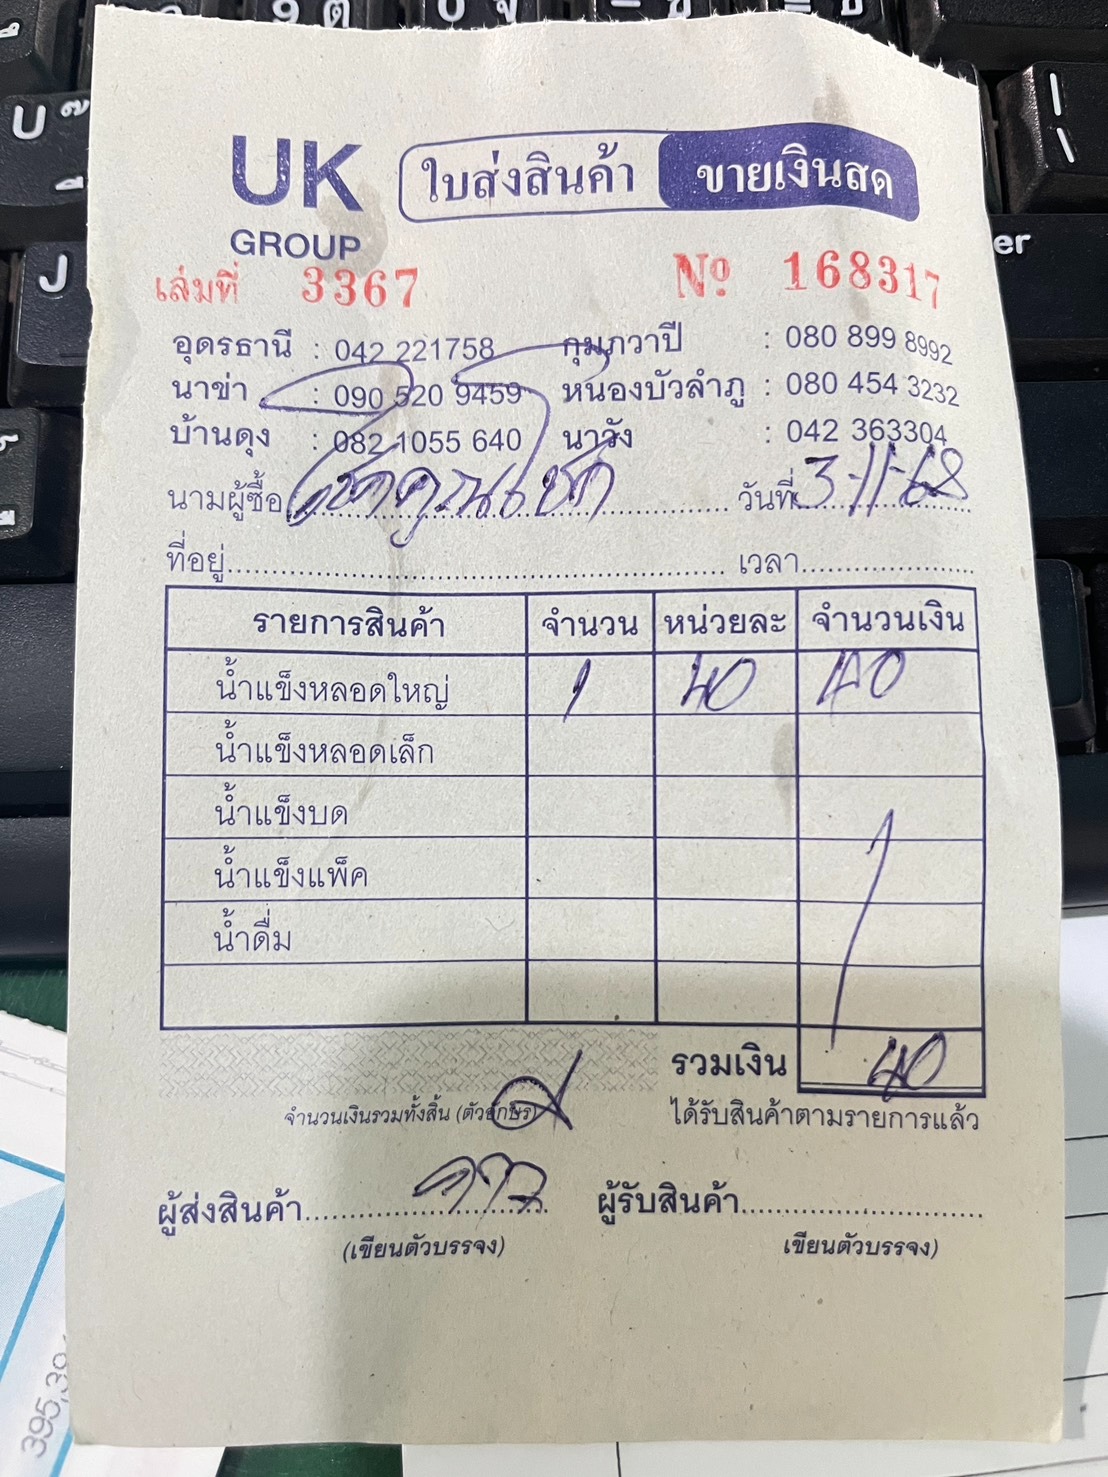 UK
GROUP
ใบส่งสินค้า ขายเงินสด
เล่มที่ 3367 № 168317
อุดรธานี : 042 221758 กุมภวาปี : 080 899 8992
นาข่า : 090 520 9459 หนองบัวลำภู : 080 454 3232
บ้านดุง : 082 1055 640 นาวัง : 042 363304
นามผู้ซื้อ วันที่ 3-11-68
ที่อยู่ เวลา
รายการสินค้า จำนวน หน่วยละ จำนวนเงิน
น้ำแข็งหลอดใหญ่ 1 40 40
น้ำแข็งหลอดเล็ก
น้ำแข็งบด
น้ำแข็งแพ็ค
น้ำดื่ม
รวมเงิน 40
จำนวนเงินรวมทั้งสิ้น (ตัวอักษร) ได้รับสินค้าตามรายการแล้ว
ผู้ส่งสินค้า ผู้รับสินค้า
(เขียนตัวบรรจง) เขียนตัวบรรจง)